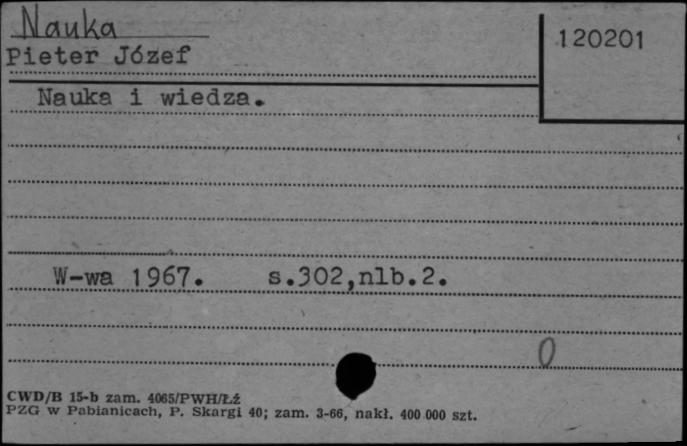 Nauka
120201
Pieter Józef
Nauka i wiedza.
W-wa 1967. s.302,nlb.2.
0
CWD/B 15-b zam. 4065/PWH/Łź
PZG w Pabianicach, P. Skargi 40; zam. 3-66, nakł. 400 000 szt.